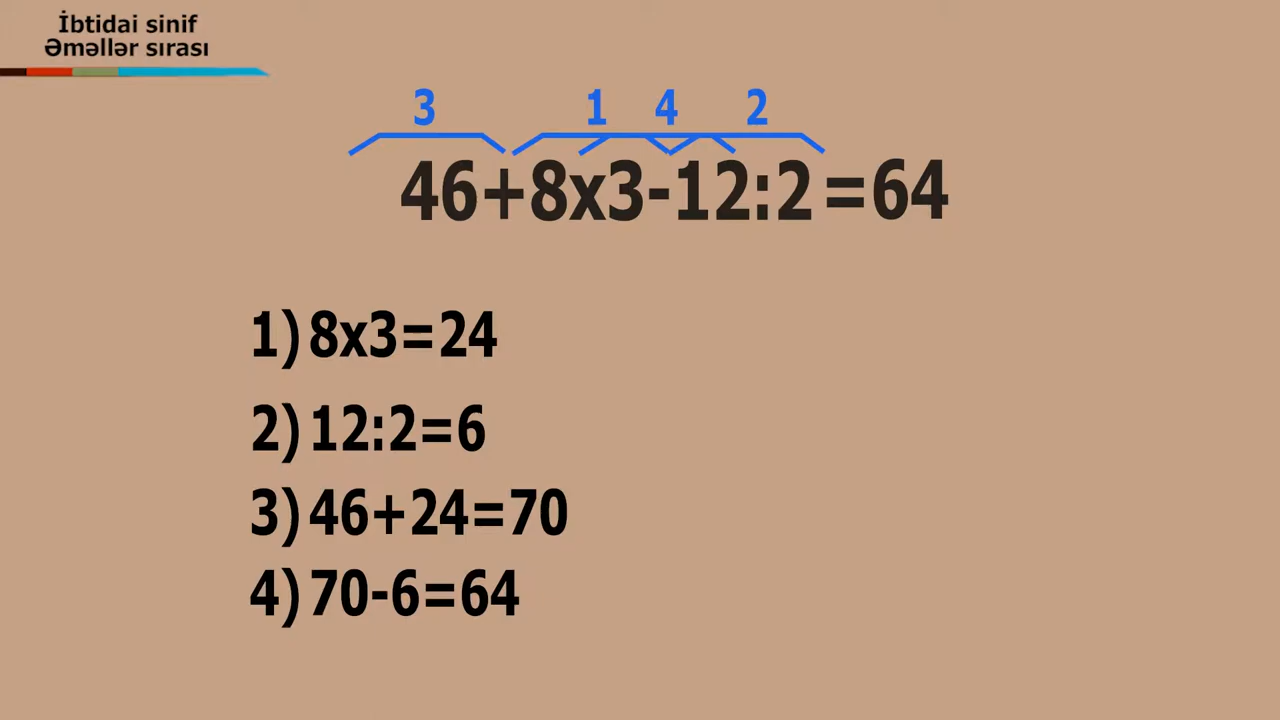 İbtidai sinif
Əməllər sırası
3 1 4 2
46+8x3-12:2=64
1) 8x3=24
2) 12:2=6
3) 46+24=70
4) 70-6=64